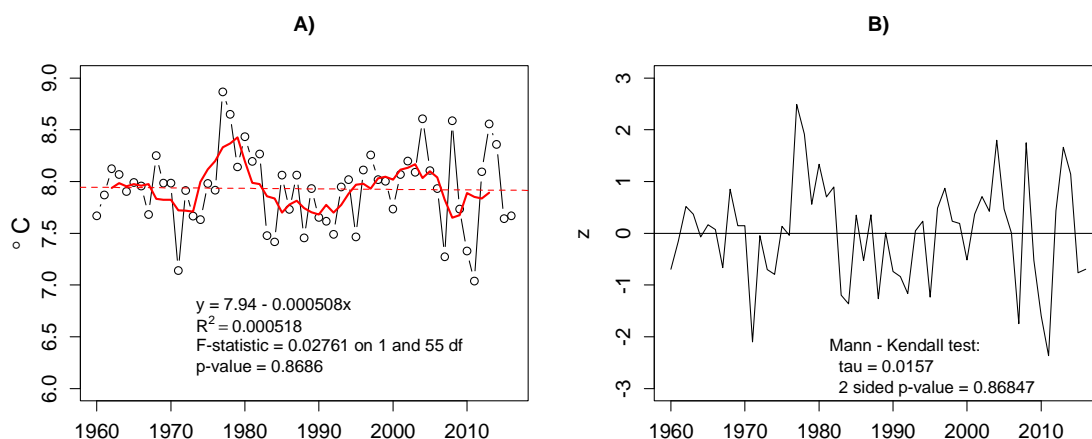 A)
° C
9.0
8.5
8.0
7.5
7.0
6.5
6.0
y = 7.94 - 0.000508x
R² = 0.000518
F-statistic = 0.02761 on 1 and 55 df
p-value = 0.8686
1960 1970 1980 1990 2000 2010
B)
z
3
2
1
0
-1
-2
-3
Mann - Kendall test:
tau = 0.0157
2 sided p-value = 0.86847
1960 1970 1980 1990 2000 2010